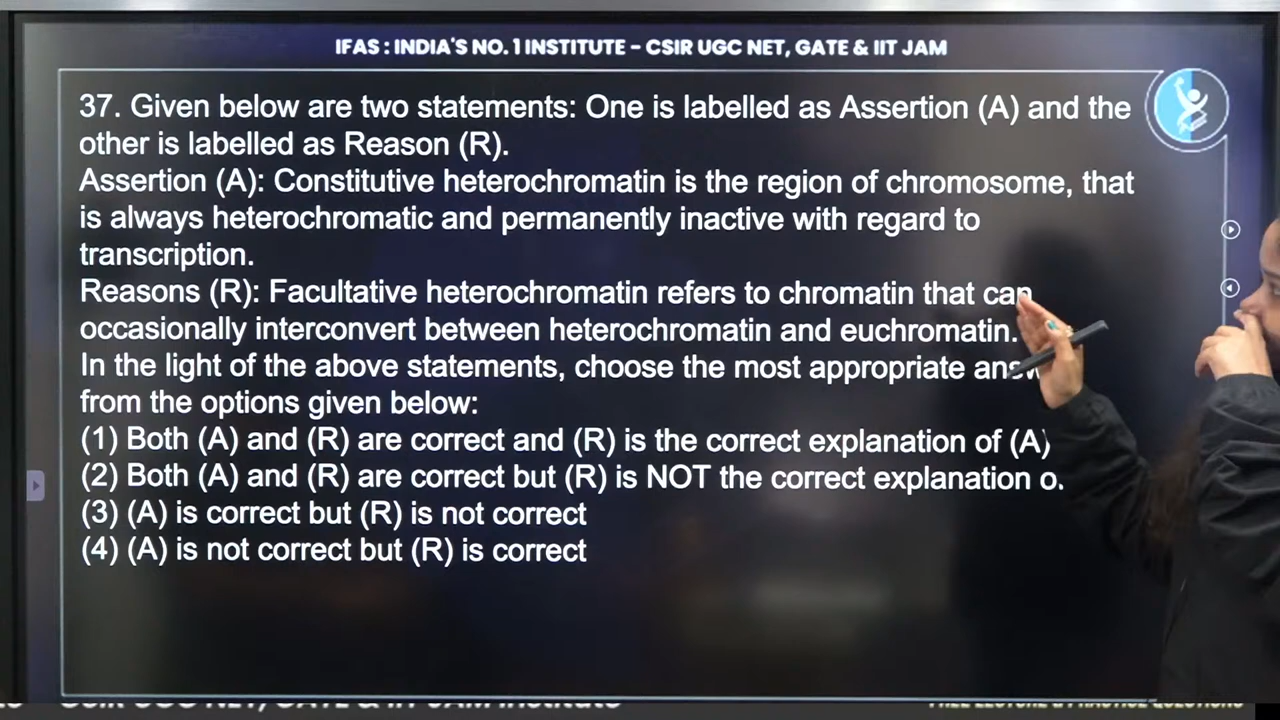 IFAS : INDIA'S NO. 1 INSTITUTE - CSIR UGC NET, GATE & IIT JAM
37. Given below are two statements: One is labelled as Assertion (A) and the
other is labelled as Reason (R).
Assertion (A): Constitutive heterochromatin is the region of chromosome, that
is always heterochromatic and permanently inactive with regard to
transcription.
Reasons (R): Facultative heterochromatin refers to chromatin that can
occasionally interconvert between heterochromatin and euchromatin.
In the light of the above statements, choose the most appropriate
from the options given below:
(1) Both (A) and (R) are correct and (R) is the correct explanation of (A)
(2) Both (A) and (R) are correct but (R) is NOT the correct explanation
(3) (A) is correct but (R) is not correct
(4) (A) is not correct but (R) is correct